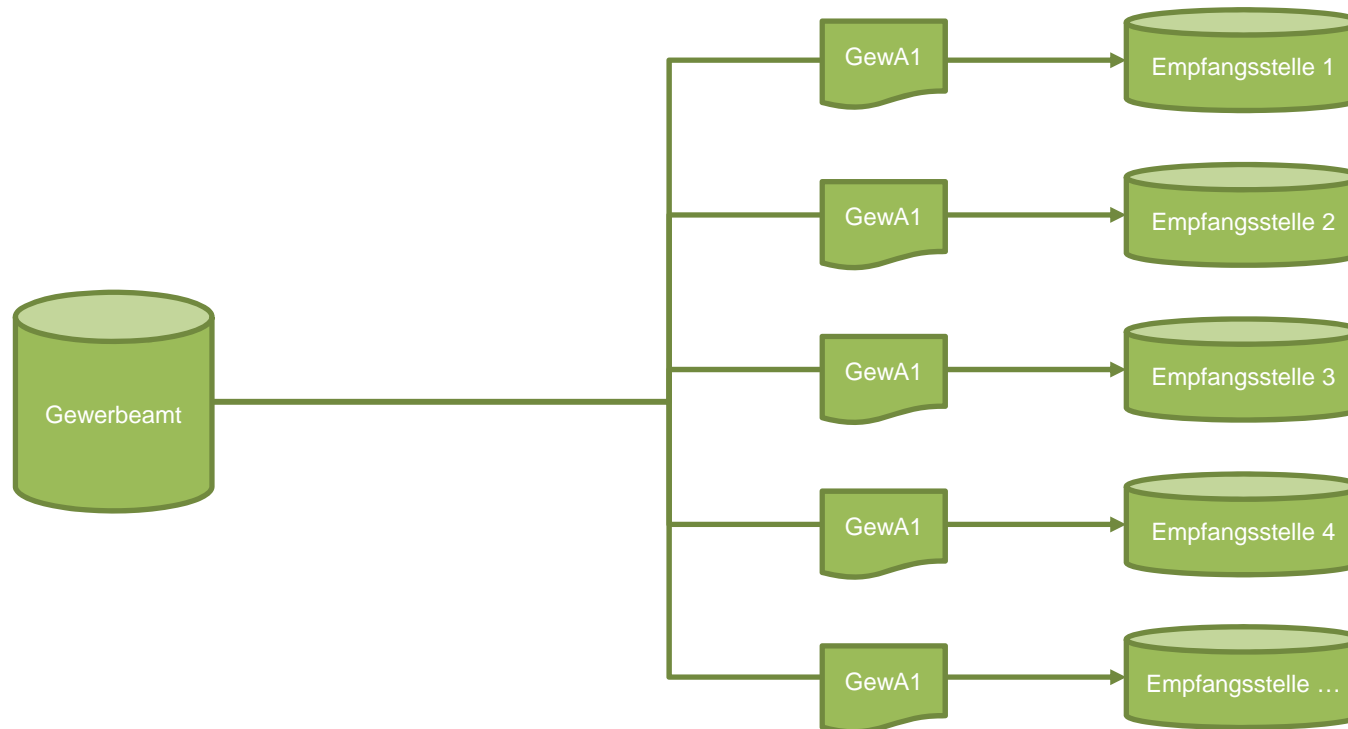 GewA1
Empfangsstelle 1
GewA1
Empfangsstelle 2
GewA1
Empfangsstelle 3
Gewerbeamt
GewA1
Empfangsstelle 4
GewA1
Empfangsstelle …